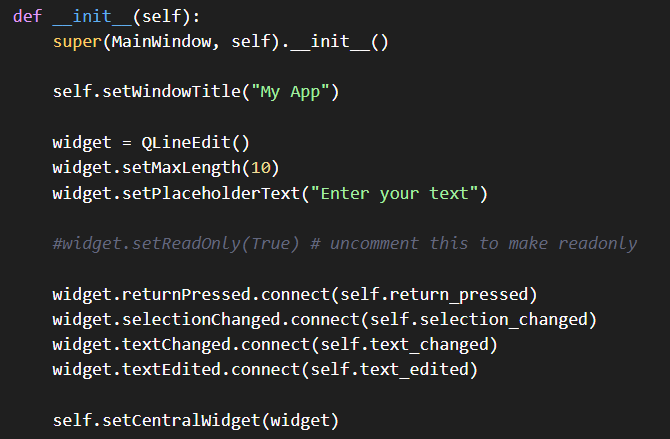 def __init__(self):
super(MainWindow, self).__init__()
self.setWindowTitle("My App")
widget = QLineEdit()
widget.setMaxLength(10)
widget.setPlaceholderText("Enter your text")
#widget.setReadOnly(True) # uncomment this to make readonly
widget.returnPressed.connect(self.return_pressed)
widget.selectionChanged.connect(self.selection_changed)
widget.textChanged.connect(self.text_changed)
widget.textEdited.connect(self.text_edited)
self.setCentralWidget(widget)